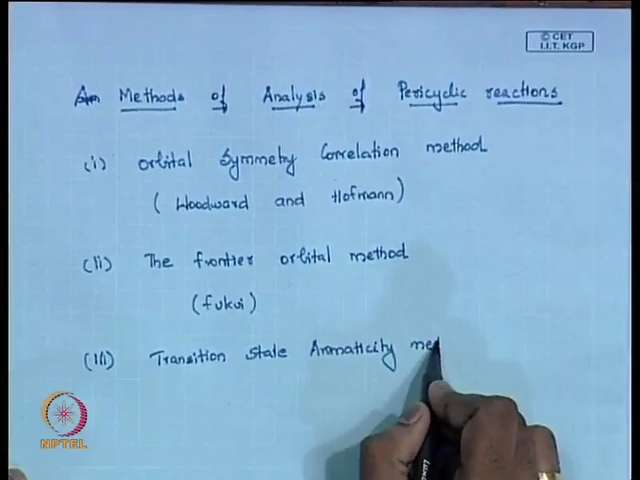 © CET
I.I.T. KGP
Methods of Analysis of Pericyclic reactions
(i) Orbital Symmetry Correlation method
(Woodward and Hofmann)
(ii) The frontier orbital method
(fukui)
(iii) Transition state Aromaticity me
NPTEL